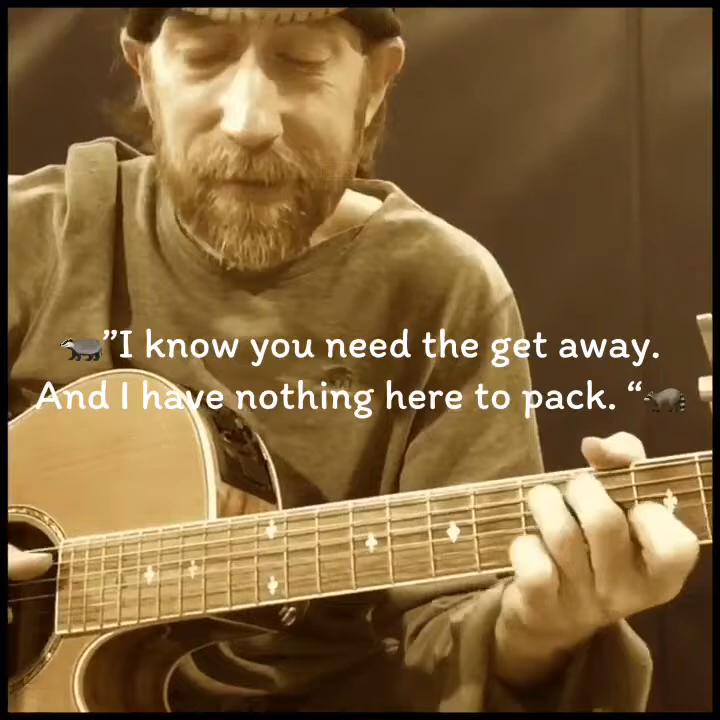 🦡”I know you need the get away.
And I have nothing here to pack. “🦝